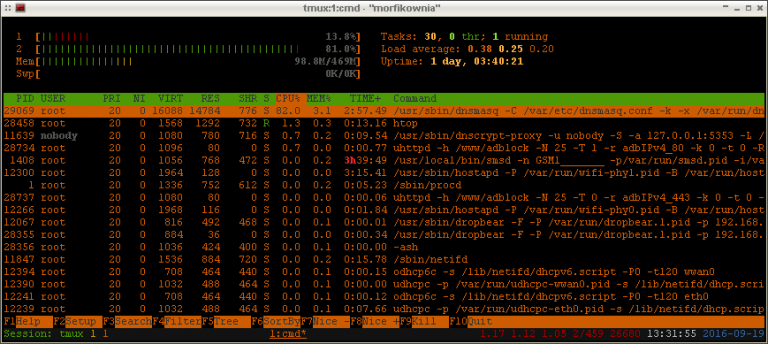 tmux:1:cmd - "morfikownia"
1 [||||||||| 13.8%] Tasks: 30, 0 thr; 1 running
2 [||||||||||||||||||||||||||||||||||||||||||||| 81.0%] Load average: 0.38 0.25 0.20
Mem[|||||||||||||||| 98.8M/469M] Uptime: 1 day, 03:40:21
Swp[ 0K/0K]
PID USER PRI NI VIRT RES SHR S CPU% MEM% TIME+ Command
29069 root 20 0 16088 14784 776 S 82.0 3.1 2:57.49 /usr/sbin/dnsmasq -C /var/etc/dnsmasq.conf -k -x /var/run/dn
28458 root 20 0 1568 1292 732 R 1.3 0.3 0:13.16 htop
11639 nobody 20 0 1080 780 716 S 0.7 0.2 0:09.54 /usr/sbin/dnscrypt-proxy -u nobody -S -a 127.0.0.1:5353 -L /
28734 root 20 0 1096 80 0 S 0.7 0.0 0:00.77 uhttpd -h /www/adblock -N 25 -T 1 -r adbIPv4_80 -k 0 -t 0 -R
1408 root 20 0 1056 768 472 S 0.0 0.2 3h39:49 /usr/local/bin/smsd -n GSM1_______ -p/var/run/smsd.pid -i/va
12300 root 20 0 1964 128 0 S 0.0 0.0 3:15.41 /usr/sbin/hostapd -P /var/run/wifi-phy1.pid -B /var/run/host
1 root 20 0 1336 752 612 S 0.0 0.2 0:05.23 /sbin/procd
28737 root 20 0 1080 80 0 S 0.0 0.0 0:00.06 uhttpd -h /www/adblock -N 25 -T 0 -r adbIPv4_443 -k 0 -t 0 -
12266 root 20 0 1968 116 0 S 0.0 0.0 0:01.84 /usr/sbin/hostapd -P /var/run/wifi-phy0.pid -B /var/run/host
12067 root 20 0 816 492 468 S 0.0 0.1 0:00.01 /usr/sbin/dropbear -F -P /var/run/dropbear.1.pid -p 192.168.
28355 root 20 0 884 36 0 S 0.0 0.0 0:00.34 /usr/sbin/dropbear -F -P /var/run/dropbear.1.pid -p 192.168.
28356 root 20 0 1036 424 400 S 0.0 0.1 0:00.04 -ash
11847 root 20 0 1536 884 720 S 0.0 0.2 0:15.78 /sbin/netifd
12394 root 20 0 708 464 440 S 0.0 0.1 0:00.15 odhcp6c -s /lib/netifd/dhcpv6.script -P0 -t120 wwan0
12390 root 20 0 1032 488 464 S 0.0 0.1 0:00.00 udhcpc -p /var/run/udhcpc-wwan0.pid -s /lib/netifd/dhcp.scri
12241 root 20 0 708 464 440 S 0.0 0.1 0:00.12 odhcp6c -s /lib/netifd/dhcpv6.script -P0 -t120 eth0
12239 root 20 0 1032 488 464 S 0.0 0.1 0:07.66 udhcpc -p /var/run/udhcpc-eth0.pid -s /lib/netifd/dhcp.scrip
F1Help F2Setup F3SearchF4FilterF5Tree F6SortByF7Nice -F8Nice +F9Kill F10Quit
Session: tmux 1 1 1:cmd* 1.17 1.12 1.05 2/459 26680 13:31:55 2016-09-19